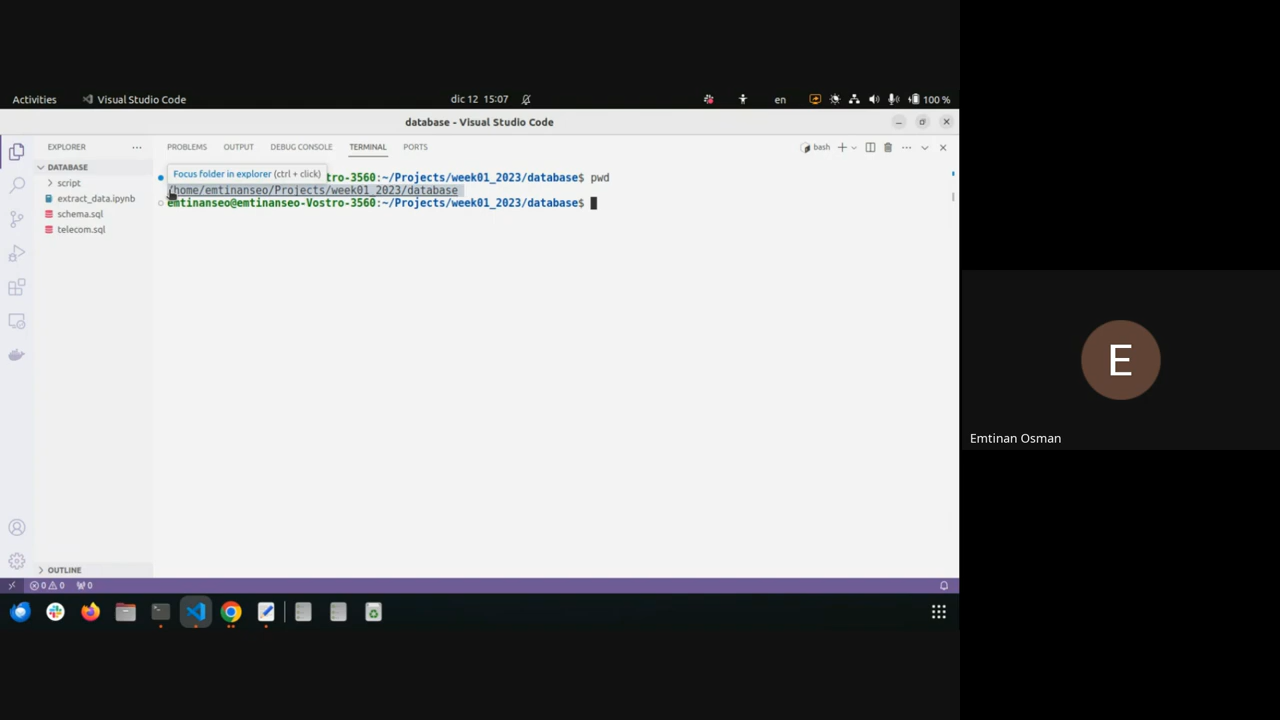 Activities
Visual Studio Code
dic 12 15:07
en
100 %
database - Visual Studio Code
EXPLORER
PROBLEMS
OUTPUT
DEBUG CONSOLE
TERMINAL
PORTS
bash
DATABASE
script
extract_data.ipynb
schema.sql
telecom.sql
Focus folder in explorer (ctrl + click)
tro-3560:~/Projects/week01_2023/database$ pwd
/home/emtinanseo/Projects/week01_2023/database
emtinanseo@emtinanseo-Vostro-3560:~/Projects/week01_2023/database$
E
Emtinan Osman
OUTLINE
0 0 0